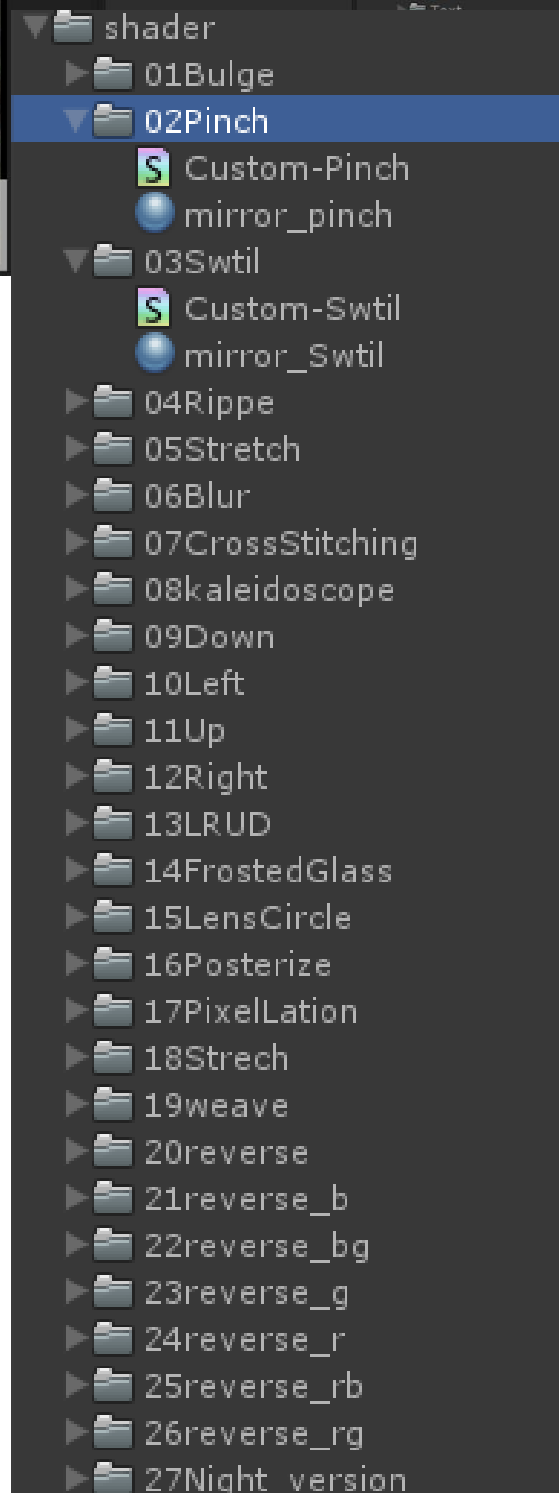 Text
shader
01Bulge
02Pinch
Custom-Pinch
mirror_pinch
03Swtil
Custom-Swtil
mirror_Swtil
04Rippe
05Stretch
06Blur
07CrossStitching
08kaleidoscope
09Down
10Left
11Up
12Right
13LRUD
14FrostedGlass
15LensCircle
16Posterize
17PixelLation
18Strech
19weave
20reverse
21reverse_b
22reverse_bg
23reverse_g
24reverse_r
25reverse_rb
26reverse_rg
27Night_version